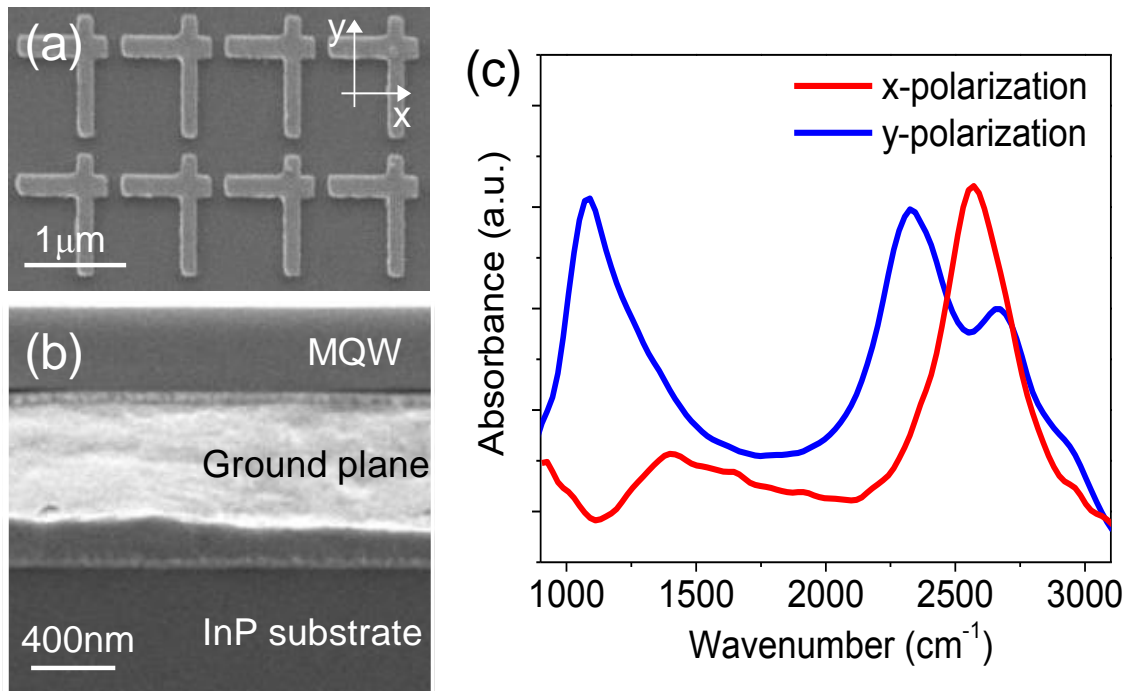 (a)
y
x
1μm
(b)
MQW
Ground plane
InP substrate
400nm
(c)
x-polarization
y-polarization
Absorbance (a.u.)
1000 1500 2000 2500 3000
Wavenumber (cm⁻¹)